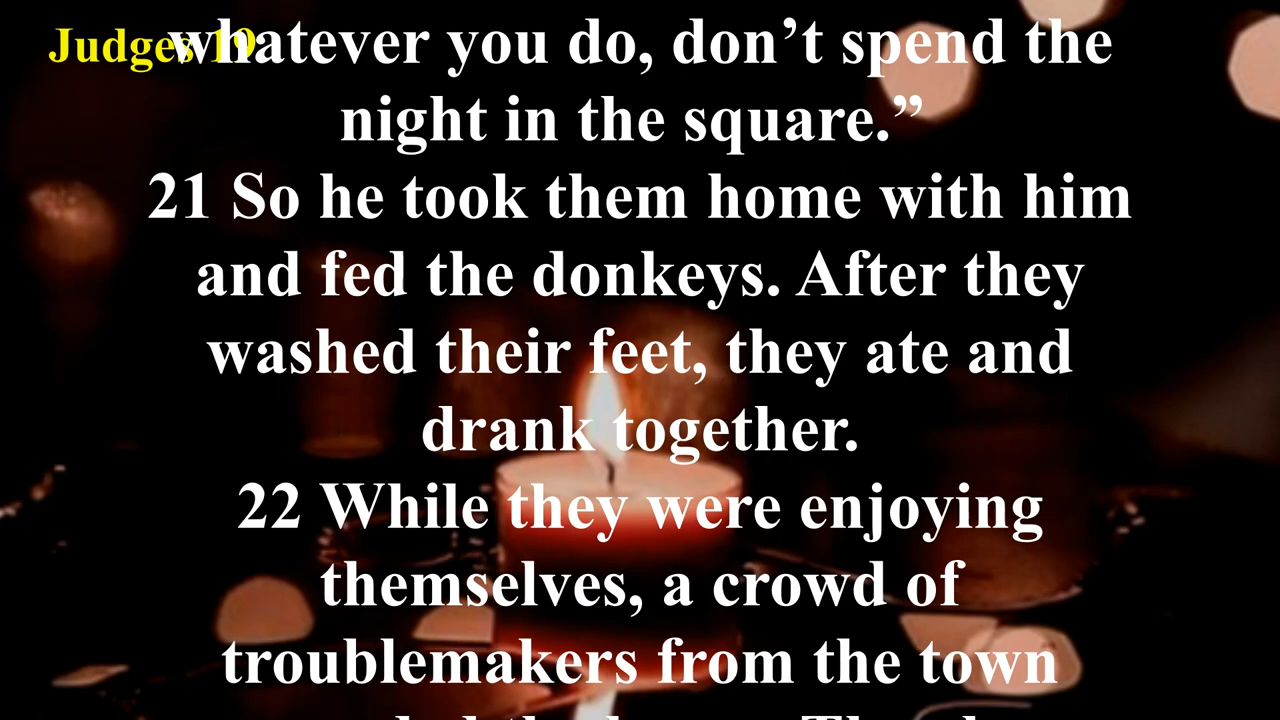 Judges 19
whatever you do, don’t spend the
night in the square.”
21 So he took them home with him
and fed the donkeys. After they
washed their feet, they ate and
drank together.
22 While they were enjoying
themselves, a crowd of
troublemakers from the town